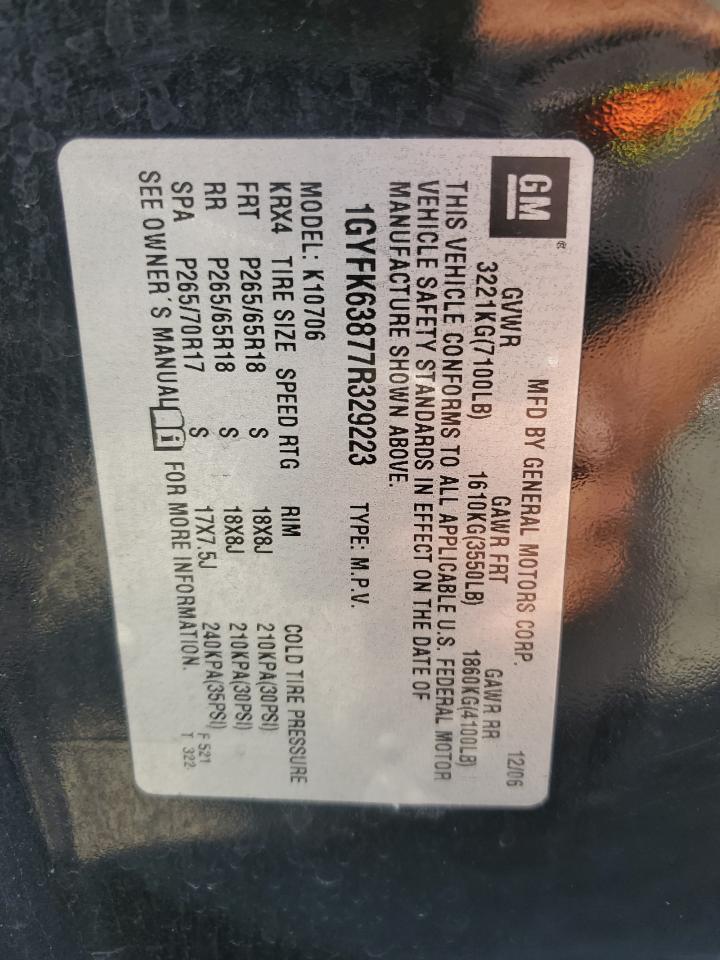 GM®
MFD BY GENERAL MOTORS CORP. 12/06
GVWR GAWR FRT GAWR RR
3221KG(7100LB) 1610KG(3550LB) 1860KG(4100LB)
THIS VEHICLE CONFORMS TO ALL APPLICABLE U.S. FEDERAL MOTOR
VEHICLE SAFETY STANDARDS IN EFFECT ON THE DATE OF
MANUFACTURE SHOWN ABOVE.
1GYFK63877R329223 TYPE: M.P.V.
MODEL: K10706
KRX4 TIRE SIZE SPEED RTG RIM COLD TIRE PRESSURE
FRT P265/65R18 S 18X8J 210KPA(30PSI)
RR P265/65R18 S 18X8J 210KPA(30PSI)
SPA P265/70R17 S 17X7.5J 240KPA(35PSI)
SEE OWNER'S MANUAL FOR MORE INFORMATION.
F 521
T 322